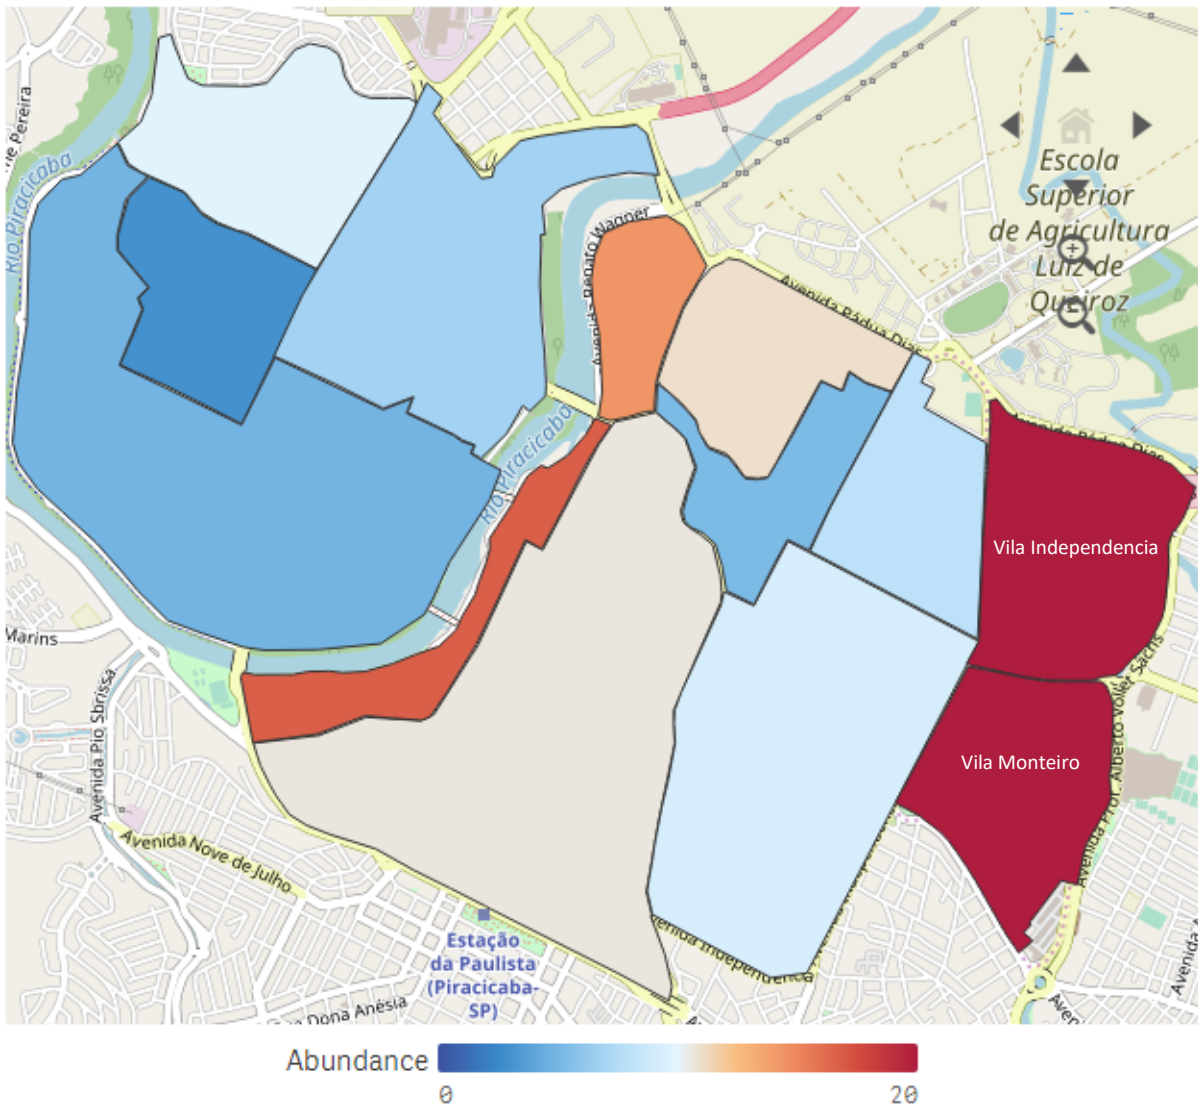 Rio Piracicaba
Escola
Superior
de Agricultura
Luiz de
Queiroz
Avenida Renato Wagner
Avenida Pádua Dias
Avenida Pádua Dias
Rio Piracicaba
Vila Independencia
Marins
Avenida Pio Sbrissa
Avenida Prof. Alberto Vollet Sachs
Vila Monteiro
Avenida Nove de Julho
Estação
da Paulista
(Piracicaba-
SP)
Dona Anésia
Abundance
0
20